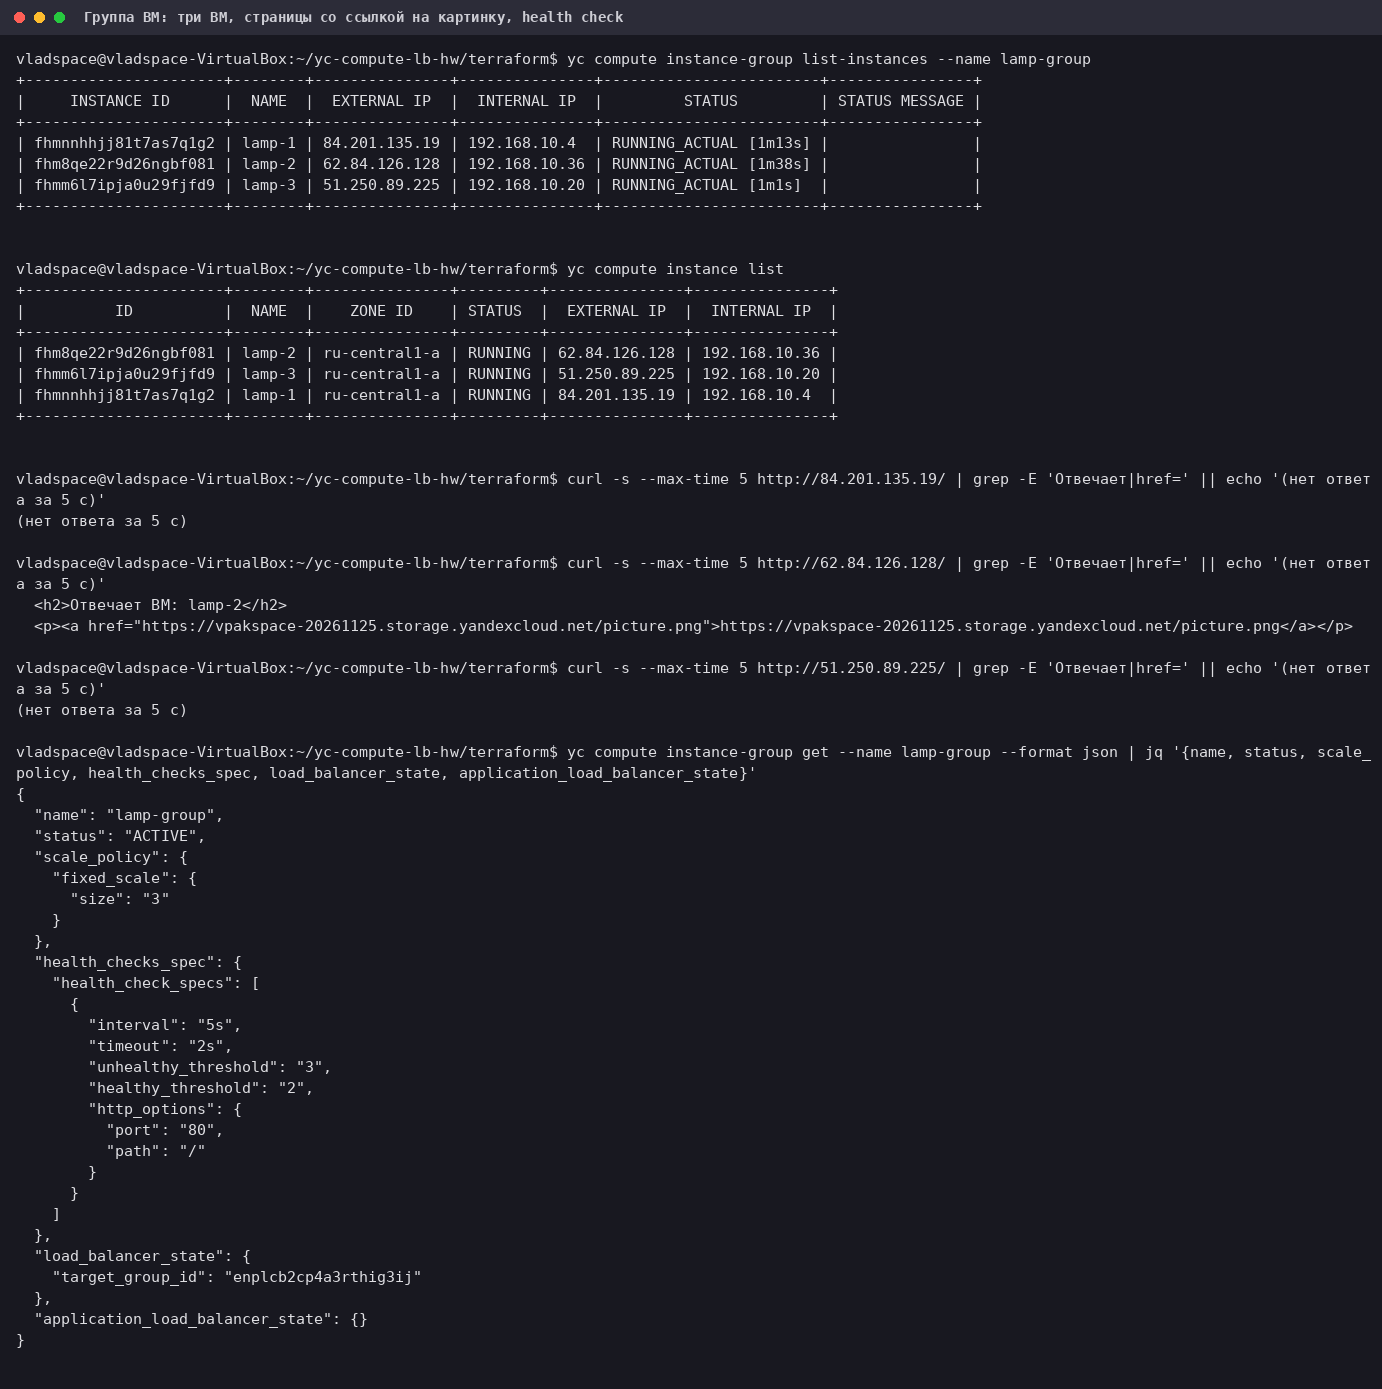 Группа ВМ: три ВМ, страницы со ссылкой на картинку, health check
vladspace@vladspace-VirtualBox:~/yc-compute-lb-hw/terraform$ yc compute instance-group list-instances --name lamp-group
+----------------------+--------+---------------+---------------+------------------------+----------------+
|     INSTANCE ID      |  NAME  |  EXTERNAL IP  |  INTERNAL IP  |         STATUS         | STATUS MESSAGE |
+----------------------+--------+---------------+---------------+------------------------+----------------+
| fhmnnhhjj81t7as7q1g2 | lamp-1 | 84.201.135.19 | 192.168.10.4  | RUNNING_ACTUAL [1m13s] |                |
| fhm8qe22r9d26ngbf081 | lamp-2 | 62.84.126.128 | 192.168.10.36 | RUNNING_ACTUAL [1m38s] |                |
| fhmm6l7ipja0u29fjfd9 | lamp-3 | 51.250.89.225 | 192.168.10.20 | RUNNING_ACTUAL [1m1s]  |                |
+----------------------+--------+---------------+---------------+------------------------+----------------+
vladspace@vladspace-VirtualBox:~/yc-compute-lb-hw/terraform$ yc compute instance list
+----------------------+--------+---------------+---------+---------------+---------------+
|          ID          |  NAME  |    ZONE ID    | STATUS  |  EXTERNAL IP  |  INTERNAL IP  |
+----------------------+--------+---------------+---------+---------------+---------------+
| fhm8qe22r9d26ngbf081 | lamp-2 | ru-central1-a | RUNNING | 62.84.126.128 | 192.168.10.36 |
| fhmm6l7ipja0u29fjfd9 | lamp-3 | ru-central1-a | RUNNING | 51.250.89.225 | 192.168.10.20 |
| fhmnnhhjj81t7as7q1g2 | lamp-1 | ru-central1-a | RUNNING | 84.201.135.19 | 192.168.10.4  |
+----------------------+--------+---------------+---------+---------------+---------------+
vladspace@vladspace-VirtualBox:~/yc-compute-lb-hw/terraform$ curl -s --max-time 5 http://84.201.135.19/ | grep -E 'Отвечает|href=' || echo '(нет ответ
а за 5 с)'
(нет ответа за 5 с)
vladspace@vladspace-VirtualBox:~/yc-compute-lb-hw/terraform$ curl -s --max-time 5 http://62.84.126.128/ | grep -E 'Отвечает|href=' || echo '(нет ответ
а за 5 с)'
  <h2>Отвечает ВМ: lamp-2</h2>
  <p><a href="https://vpakspace-20261125.storage.yandexcloud.net/picture.png">https://vpakspace-20261125.storage.yandexcloud.net/picture.png</a></p>
vladspace@vladspace-VirtualBox:~/yc-compute-lb-hw/terraform$ curl -s --max-time 5 http://51.250.89.225/ | grep -E 'Отвечает|href=' || echo '(нет ответ
а за 5 с)'
(нет ответа за 5 с)
vladspace@vladspace-VirtualBox:~/yc-compute-lb-hw/terraform$ yc compute instance-group get --name lamp-group --format json | jq '{name, status, scale_
policy, health_checks_spec, load_balancer_state, application_load_balancer_state}'
{
  "name": "lamp-group",
  "status": "ACTIVE",
  "scale_policy": {
    "fixed_scale": {
      "size": "3"
    }
  },
  "health_checks_spec": {
    "health_check_specs": [
      {
        "interval": "5s",
        "timeout": "2s",
        "unhealthy_threshold": "3",
        "healthy_threshold": "2",
        "http_options": {
          "port": "80",
          "path": "/"
        }
      }
    ]
  },
  "load_balancer_state": {
    "target_group_id": "enplcb2cp4a3rthig3ij"
  },
  "application_load_balancer_state": {}
}